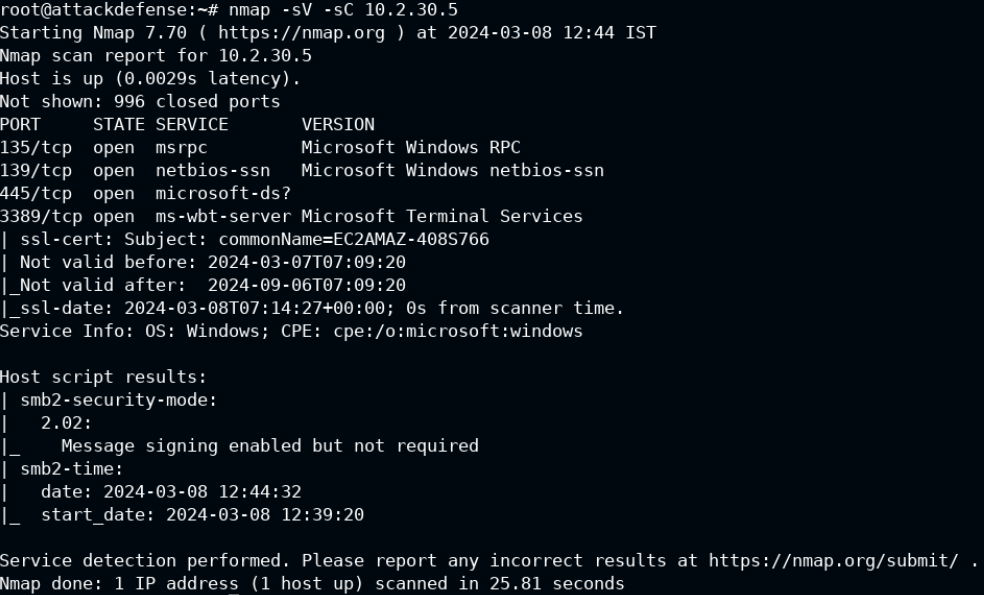 root@attackdefense:~# nmap -sV -sC 10.2.30.5
Starting Nmap 7.70 ( https://nmap.org ) at 2024-03-08 12:44 IST
Nmap scan report for 10.2.30.5
Host is up (0.0029s latency).
Not shown: 996 closed ports
PORT     STATE SERVICE       VERSION
135/tcp  open  msrpc         Microsoft Windows RPC
139/tcp  open  netbios-ssn   Microsoft Windows netbios-ssn
445/tcp  open  microsoft-ds?
3389/tcp open  ms-wbt-server Microsoft Terminal Services
| ssl-cert: Subject: commonName=EC2AMAZ-408S766
| Not valid before: 2024-03-07T07:09:20
|_Not valid after:  2024-09-06T07:09:20
|_ssl-date: 2024-03-08T07:14:27+00:00; 0s from scanner time.
Service Info: OS: Windows; CPE: cpe:/o:microsoft:windows

Host script results:
| smb2-security-mode:
|   2.02:
|_    Message signing enabled but not required
| smb2-time:
|   date: 2024-03-08 12:44:32
|_  start_date: 2024-03-08 12:39:20

Service detection performed. Please report any incorrect results at https://nmap.org/submit/ .
Nmap done: 1 IP address (1 host up) scanned in 25.81 seconds